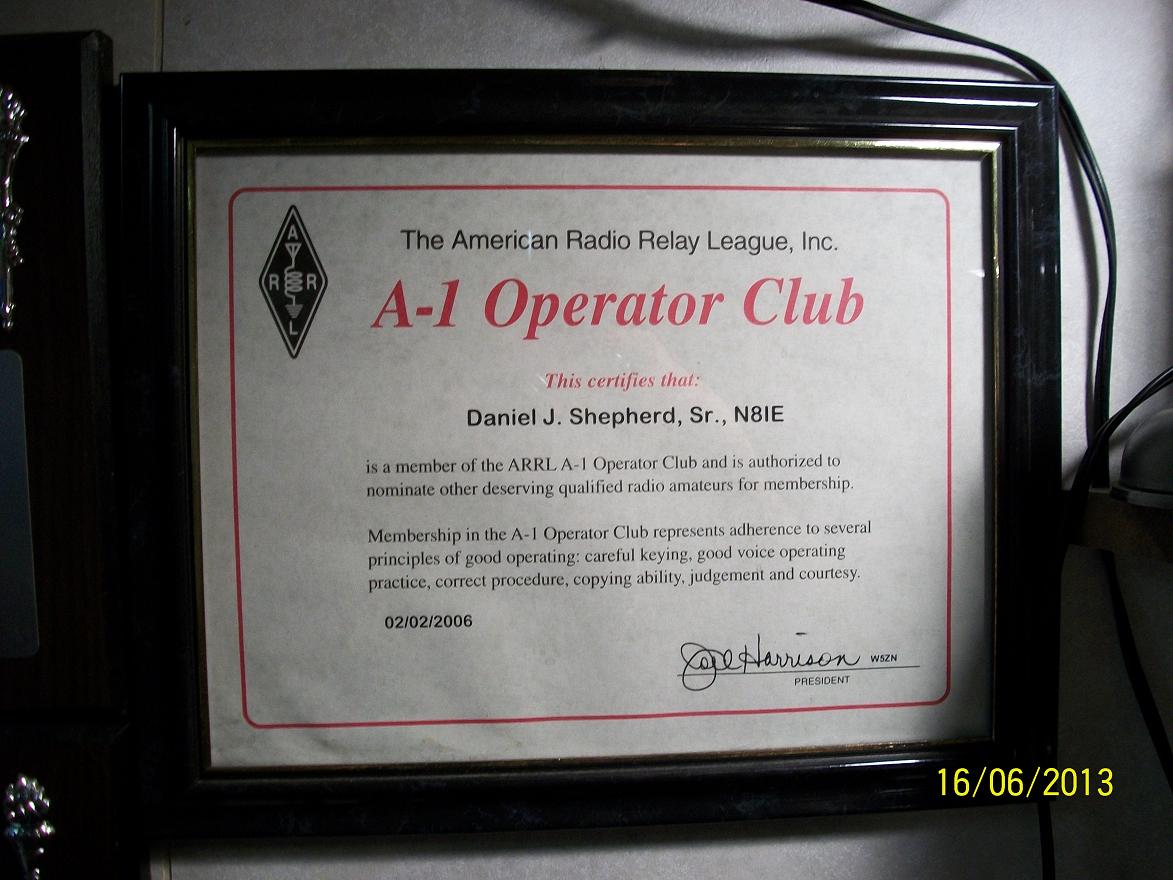 A
R R
L
The American Radio Relay League, Inc.
A-1 Operator Club
This certifies that:
Daniel J. Shepherd, Sr., N8IE
is a member of the ARRL A-1 Operator Club and is authorized to
nominate other deserving qualified radio amateurs for membership.
Membership in the A-1 Operator Club represents adherence to several
principles of good operating: careful keying, good voice operating
practice, correct procedure, copying ability, judgement and courtesy.
02/02/2006
Joel Harrison W5ZN
PRESIDENT
16/06/2013